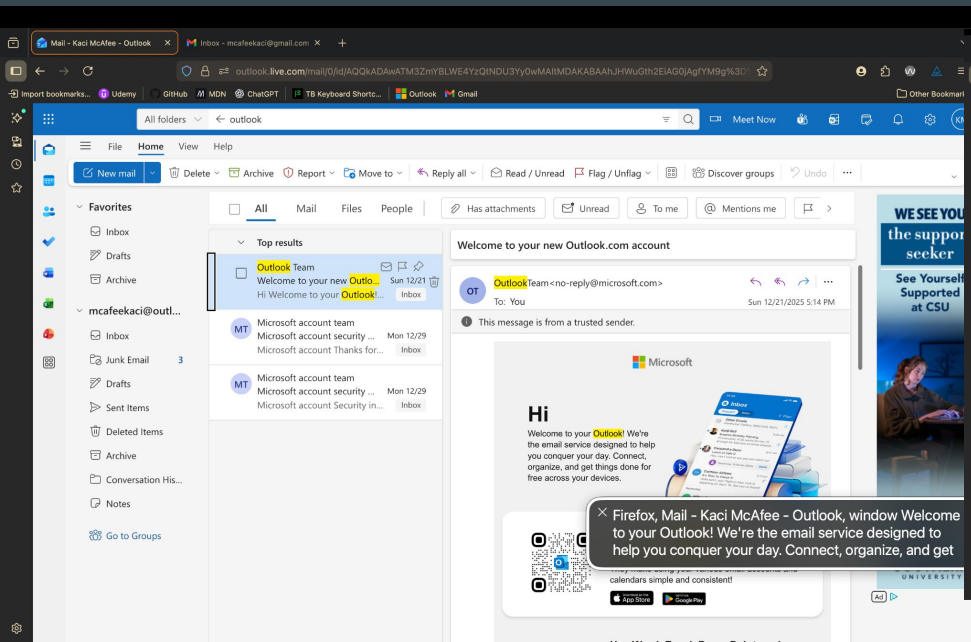 Mail - Kaci McAfee - Outlook
Inbox - mcafeekaci@gmail.com
outlook.live.com/mail/0/id/AQQkADAwATM3ZmYBLWE4YzQtNDU3Yy0wMAItMDAKABAAhJHWuGth2EiAG0jAgfYM9g%3D
Import bookmarks... Udemy GitHub MDN ChatGPT TB Keyboard Shortc... Outlook Gmail Other Bookmark
All folders outlook Meet Now
File Home View Help
New mail Delete Archive Report Move to Reply all Read / Unread Flag / Unflag Discover groups Undo
Favorites
Inbox
Drafts
Archive
mcafeekaci@outl...
Inbox
Junk Email 3
Drafts
Sent Items
Deleted Items
Archive
Conversation His...
Notes
Go to Groups
All Mail Files People Has attachments Unread To me Mentions me
Top results
Outlook Team
Welcome to your new Outlo... Sun 12/21
Hi Welcome to your Outlook!... Inbox
MT Microsoft account team
Microsoft account security ... Mon 12/29
Microsoft account Thanks for... Inbox
MT Microsoft account team
Microsoft account security ... Mon 12/29
Microsoft account Security in... Inbox
Welcome to your new Outlook.com account
OT OutlookTeam<no-reply@microsoft.com>
To: You
Sun 12/21/2025 5:14 PM
This message is from a trusted sender.
Microsoft
Hi
Welcome to your Outlook! We're
the email service designed to help
you conquer your day. Connect,
organize, and get things done for
free across your devices.
Inbox
calendars simple and consistent!
App Store Google Play
Firefox, Mail - Kaci McAfee - Outlook, window Welcome
to your Outlook! We're the email service designed to
help you conquer your day. Connect, organize, and get
WE SEE YOU
the suppor
seeker
See Yourself
Supported
at CSU
UNIVERSITY
Ad